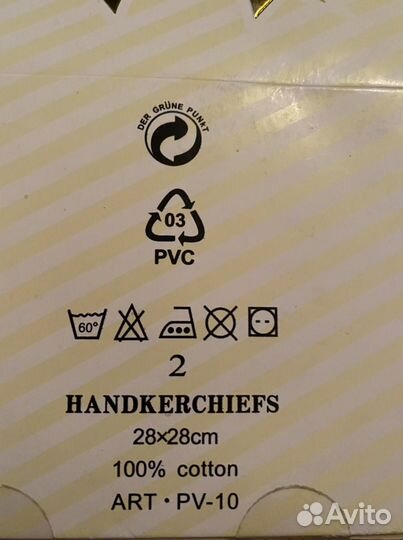 DER GRÜNE PUNKT
03
PVC
60°
2
HANDKERCHIEFS
28×28cm
100% cotton
ART · PV-10
Avito